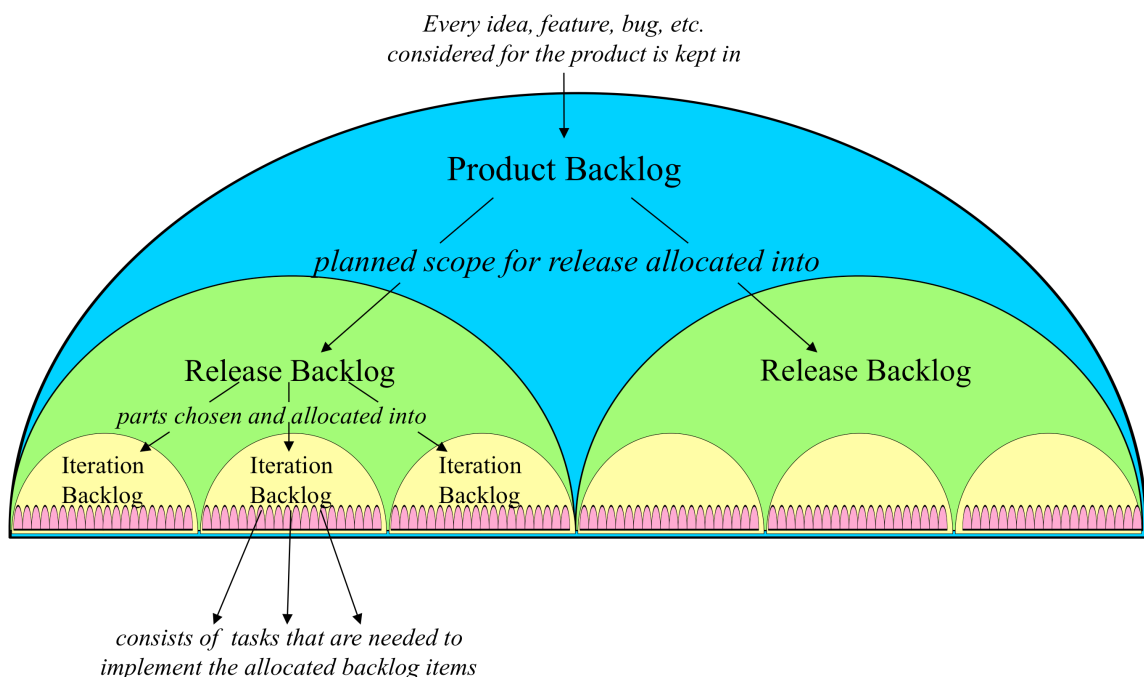 Every idea, feature, bug, etc.
considered for the product is kept in
Product Backlog
planned scope for release allocated into
Release Backlog
Release Backlog
parts chosen and allocated into
Iteration
Backlog
Iteration
Backlog
Iteration
Backlog
consists of tasks that are needed to
implement the allocated backlog items